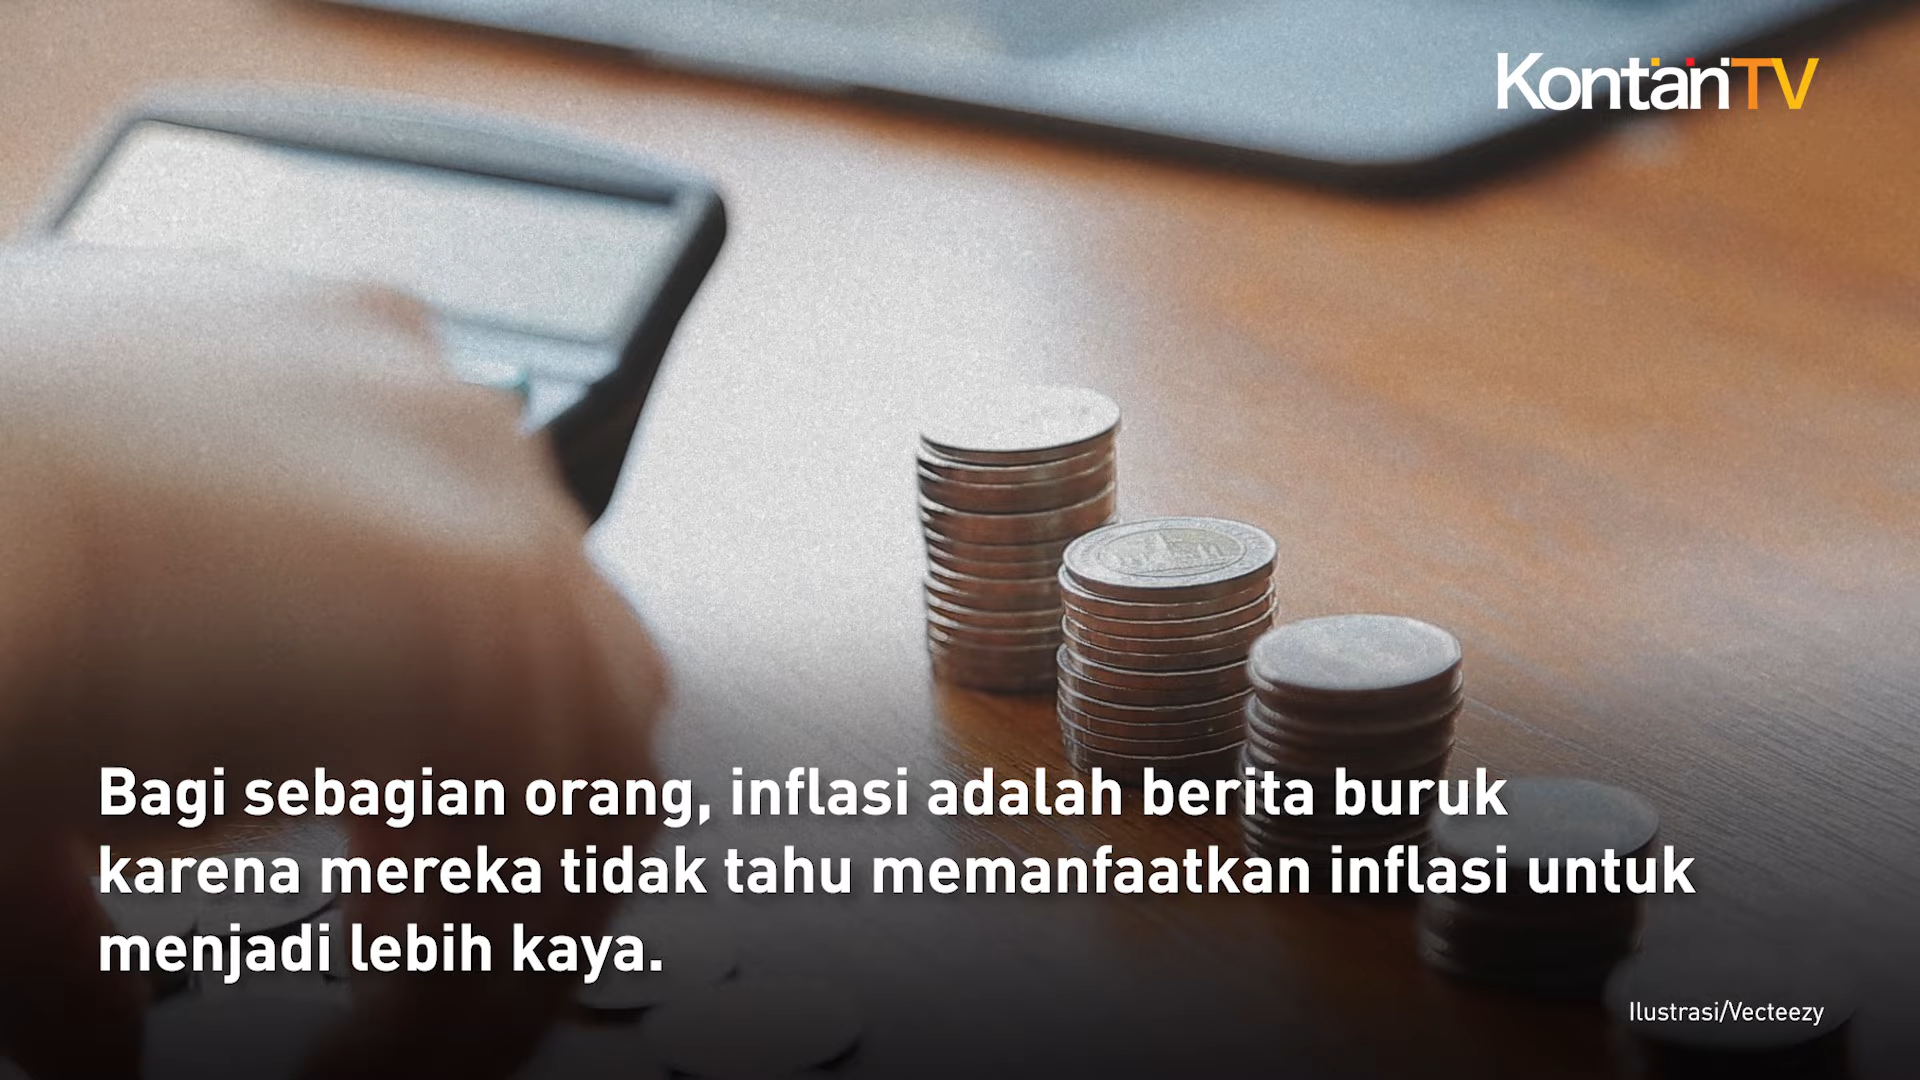 KontanTV
Bagi sebagian orang, inflasi adalah berita buruk
karena mereka tidak tahu memanfaatkan inflasi untuk
menjadi lebih kaya.
Ilustrasi/Vecteezy